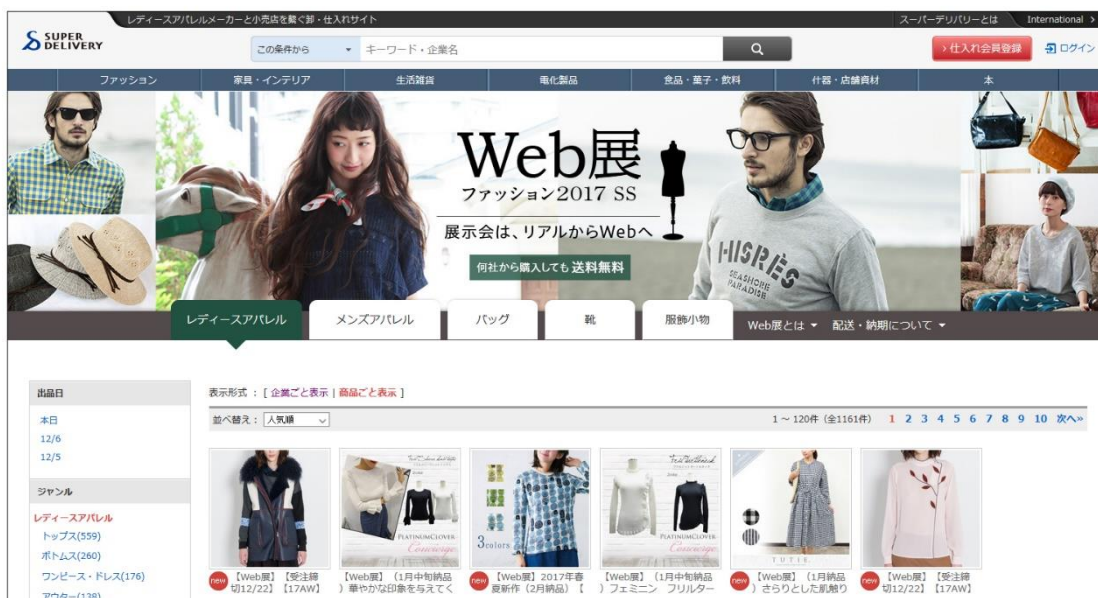 レディースアパレルメーカーと小売店を繋ぐ卸・仕入れサイト
スーパーデリバリーとは
International >
SUPER
DELIVERY
この条件から
キーワード・企業名
>仕入れ会員登録
ログイン
ファッション
家具・インテリア
生活雑貨
電化製品
食品・菓子・飲料
什器・店舗資材
本
Web展
ファッション2017 SS
展示会は、リアルからWebへ
何社から購入しても 送料無料
HISRES
SEASHORE
PARADISE
レディースアパレル
メンズアパレル
バッグ
靴
服飾小物
Web展とは
配送・納期について
出品日
本日
12/6
12/5
ジャンル
レディースアパレル
トップス(559)
ボトムス(260)
ワンピース・ドレス(176)
アウター(138)
表示形式 : [ 企業ごと表示 | 商品ごと表示 ]
並べ替え : 人気順
1 ~ 120件 (全1161件)
1 2 3 4 5 6 7 8 9 10 次へ»
new 【Web展】【受注締
切12/22】【17AW】
PLATINUMCLOVER
Concierge
【Web展】(1月中旬納品
)華やかな印象を与えてく
3colors
new 【Web展】2017年春
夏新作(2月納品)【
PLATINUMCLOVER
Concierge
【Web展】(1月中旬納品
)フェミニン フリルター
TUTIE.
new 【Web展】(1月納品
)さらりとした肌触り
new 【Web展】【受注締
切12/22】【17AW】